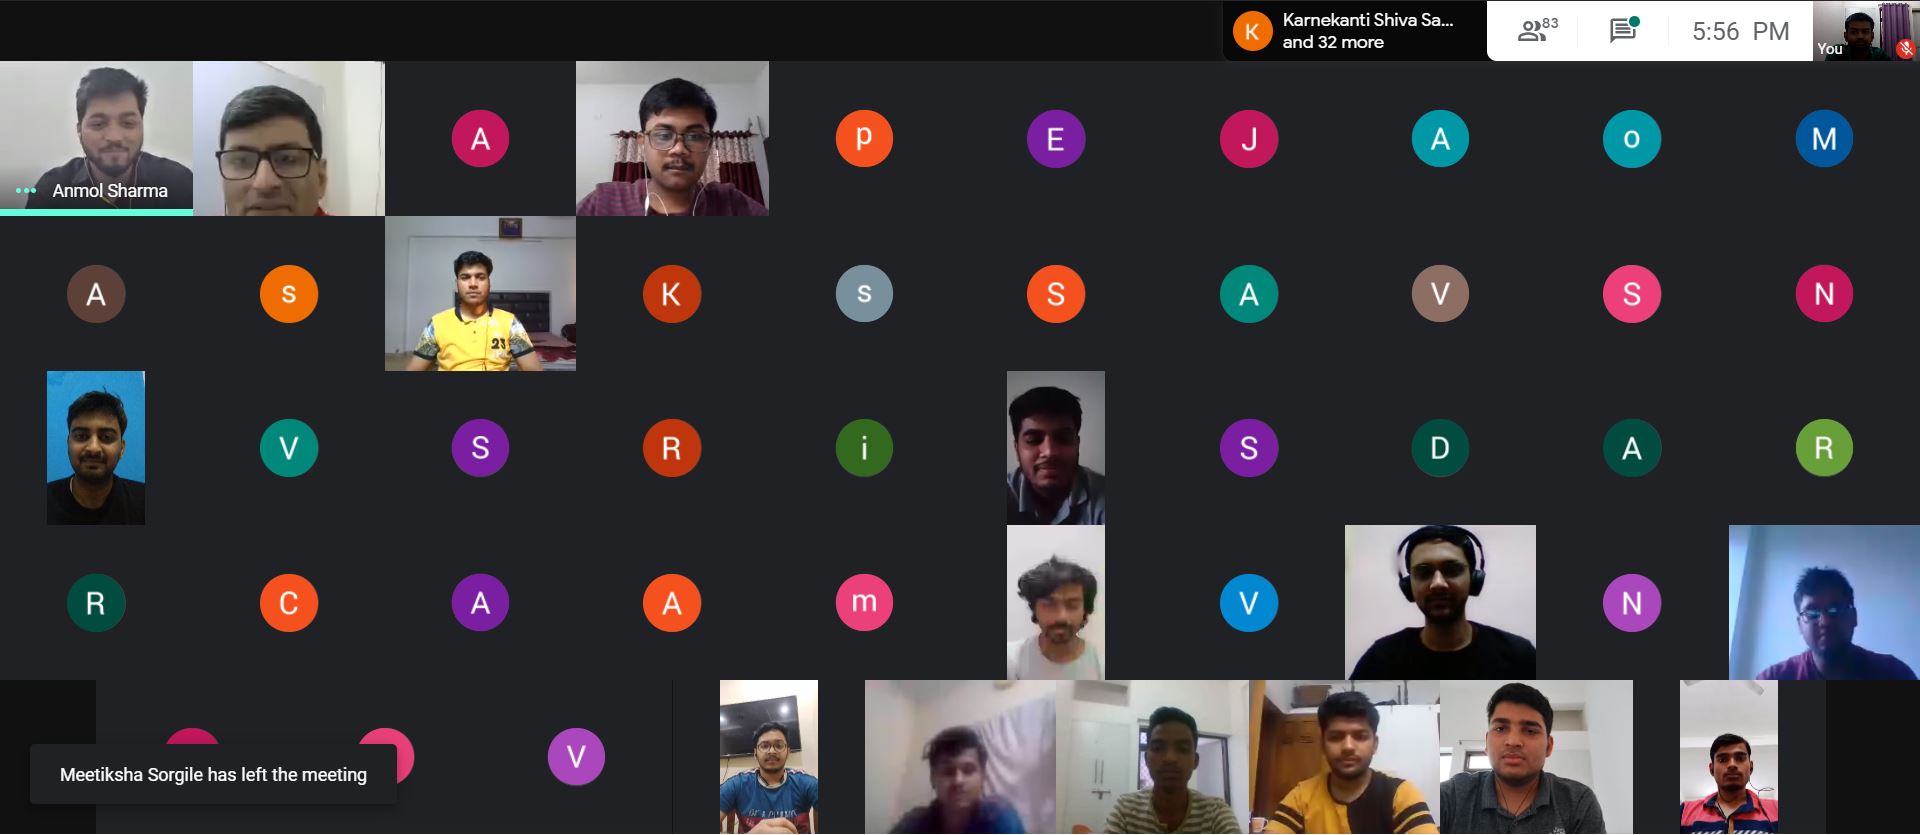 K
Karnekanti Shiva Sa...
and 32 more
83
5:56 PM
You
Anmol Sharma
A
p
E
J
A
o
M
A
s
K
s
S
A
V
S
N
23
V
S
R
i
S
D
A
R
R
C
A
A
m
V
N
V
Meetiksha Sorgile has left the meeting